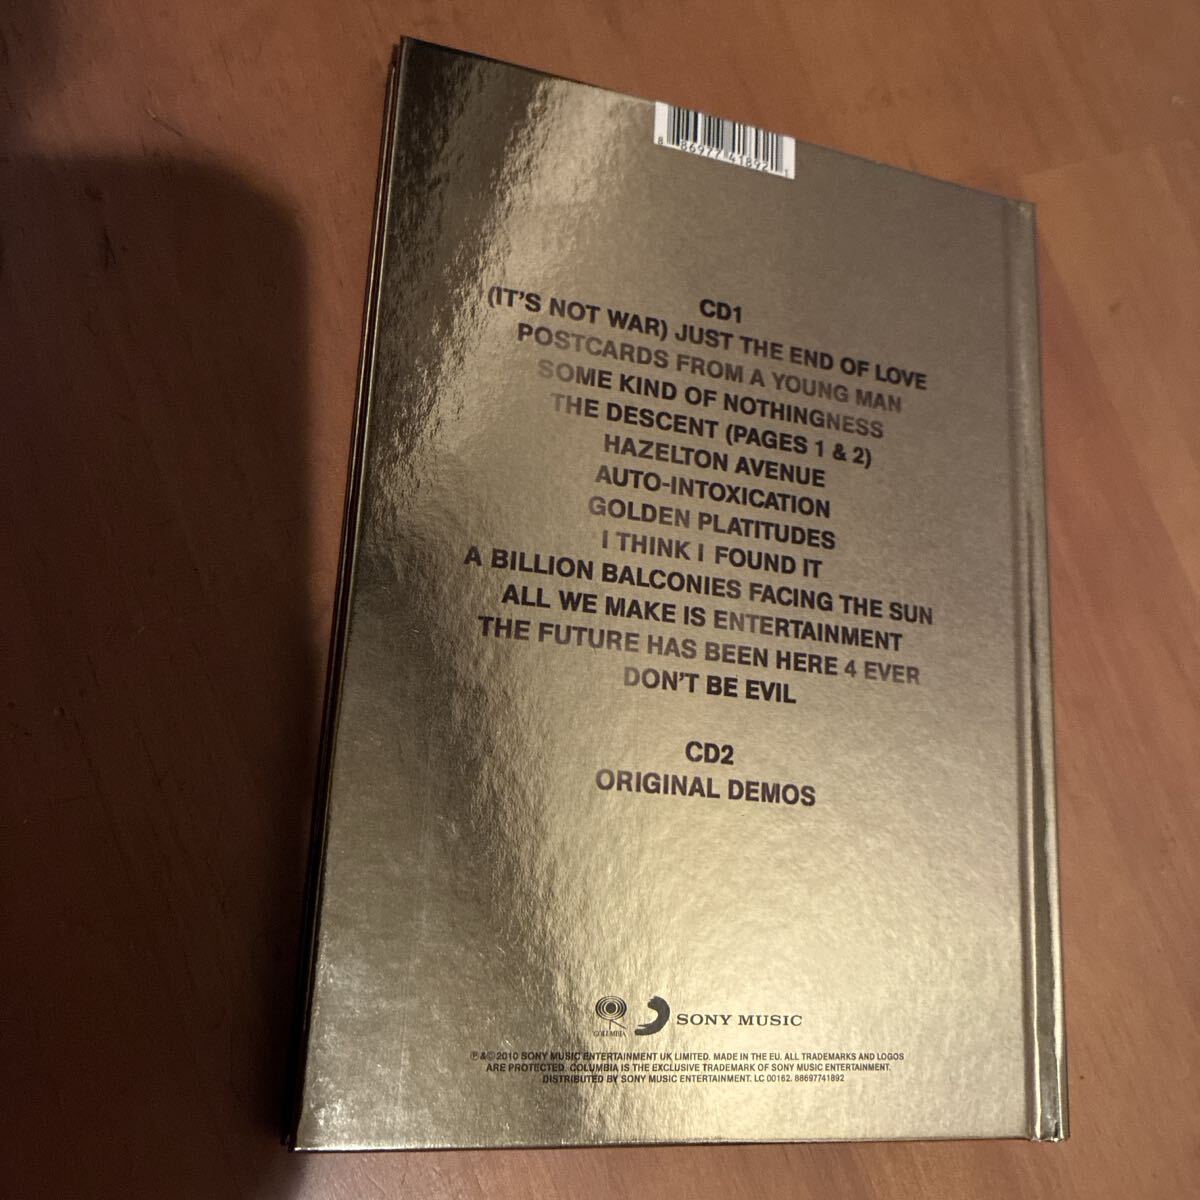 8 86977 41892 1
CD1
(IT'S NOT WAR) JUST THE END OF LOVE
POSTCARDS FROM A YOUNG MAN
SOME KIND OF NOTHINGNESS
THE DESCENT (PAGES 1 & 2)
HAZELTON AVENUE
AUTO-INTOXICATION
GOLDEN PLATITUDES
I THINK I FOUND IT
A BILLION BALCONIES FACING THE SUN
ALL WE MAKE IS ENTERTAINMENT
THE FUTURE HAS BEEN HERE 4 EVER
DON'T BE EVIL
CD2
ORIGINAL DEMOS
COLUMBIA
SONY MUSIC
℗ & © 2010 SONY MUSIC ENTERTAINMENT UK LIMITED. MADE IN THE EU. ALL TRADEMARKS AND LOGOS
ARE PROTECTED. COLUMBIA IS THE EXCLUSIVE TRADEMARK OF SONY MUSIC ENTERTAINMENT.
DISTRIBUTED BY SONY MUSIC ENTERTAINMENT. LC 00162. 88697741892